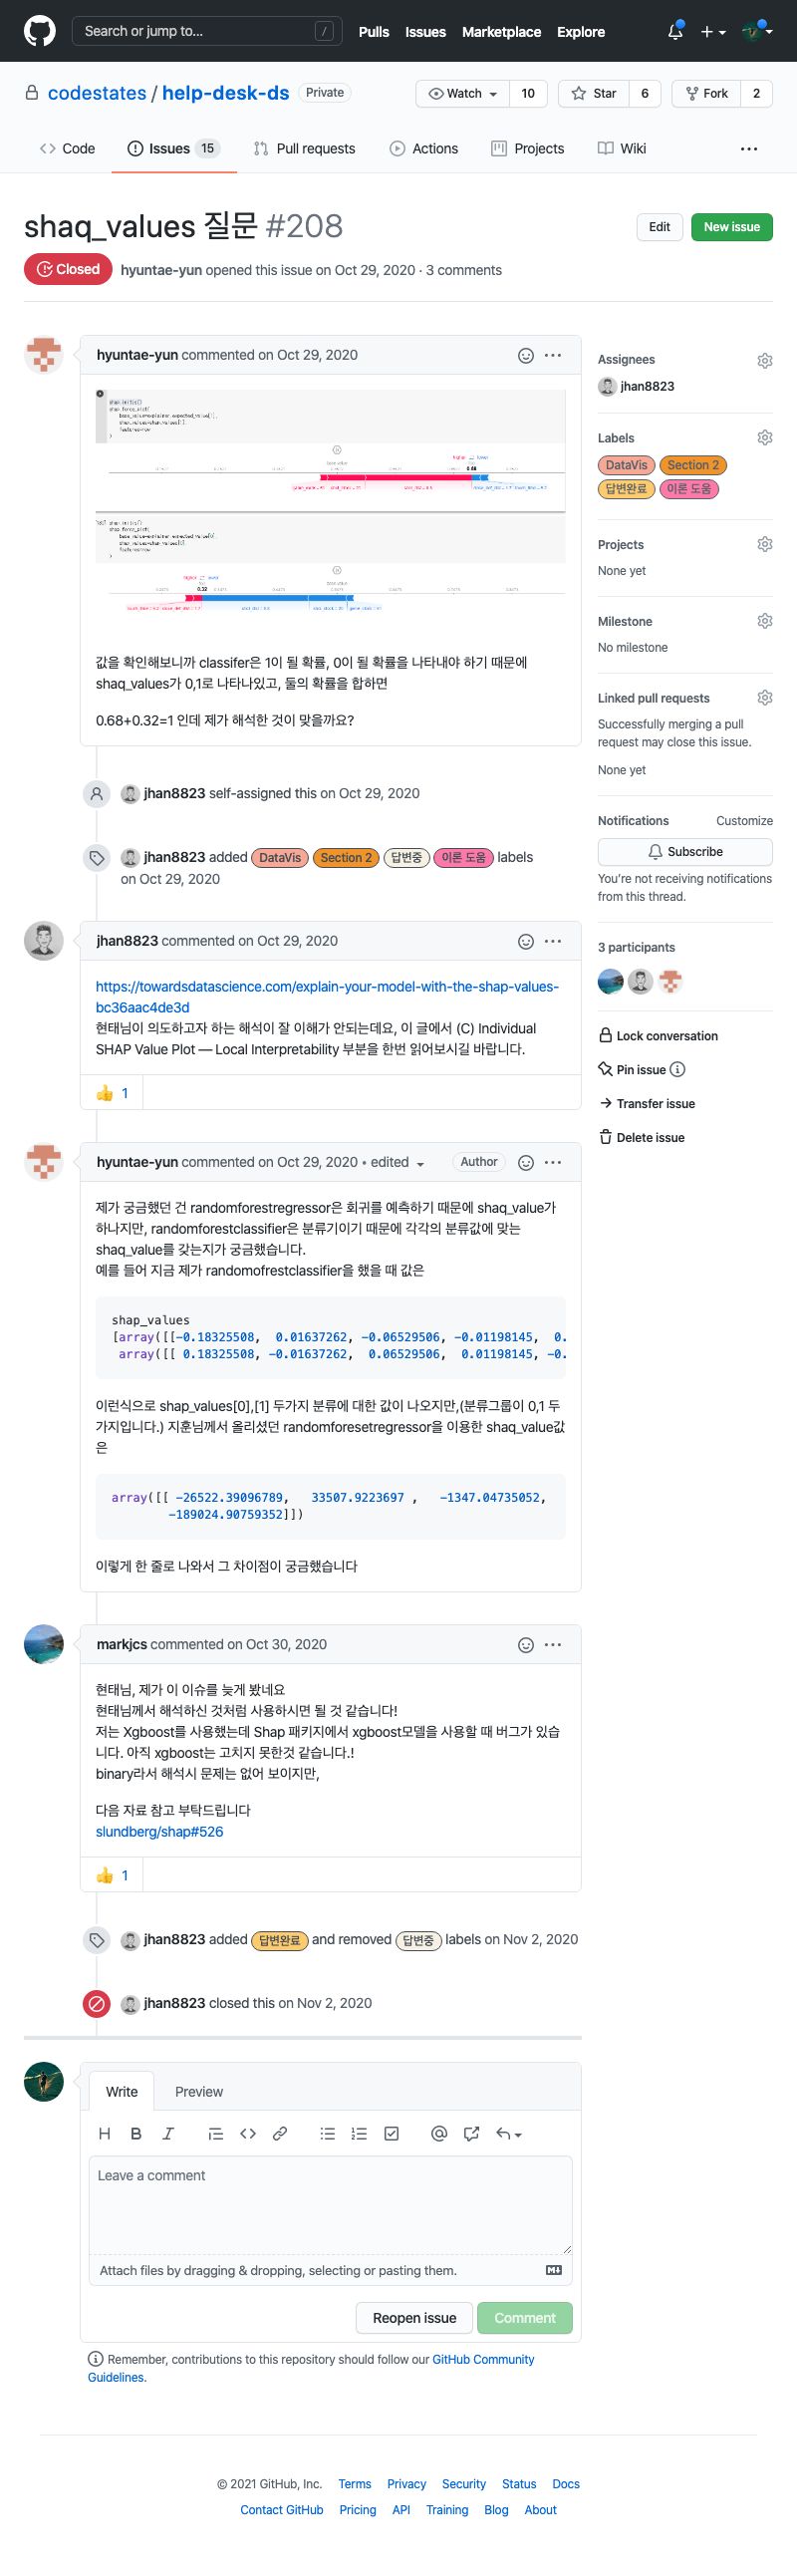 Search or jump to...
/
Pulls
Issues
Marketplace
Explore
codestates / help-desk-ds
Private
Watch
10
Star
6
Fork
2
Code
Issues 15
Pull requests
Actions
Projects
Wiki
shaq_values 질문 #208
Edit
New issue
Closed
hyuntae-yun opened this issue on Oct 29, 2020 · 3 comments
hyuntae-yun commented on Oct 29, 2020
0.68
0.32
값을 확인해보니까 classifer은 1이 될 확률, 0이 될 확률을 나타내야 하기 때문에
shaq_values가 0,1로 나타나있고, 둘의 확률을 합하면
0.68+0.32=1 인데 제가 해석한 것이 맞을까요?
jhan8823 self-assigned this on Oct 29, 2020
jhan8823 added DataVis Section 2 답변중 이론 도움 labels
on Oct 29, 2020
jhan8823 commented on Oct 29, 2020
https://towardsdatascience.com/explain-your-model-with-the-shap-values-
bc36aac4de3d
현태님이 의도하고자 하는 해석이 잘 이해가 안되는데요, 이 글에서 (C) Individual
SHAP Value Plot — Local Interpretability 부분을 한번 읽어보시길 바랍니다.
👍 1
hyuntae-yun commented on Oct 29, 2020 • edited
Author
제가 궁금했던 건 randomforestregressor은 회귀를 예측하기 때문에 shaq_value가
하나지만, randomforestclassifier은 분류기이기 때문에 각각의 분류값에 맞는
shaq_value를 갖는지가 궁금했습니다.
예를 들어 지금 제가 randomofrestclassifier을 했을 때 값은
shap_values
[array([[-0.18325508, 0.01637262, -0.06529506, -0.01198145, 0.
array([[ 0.18325508, -0.01637262, 0.06529506, 0.01198145, -0.
이런식으로 shap_values[0],[1] 두가지 분류에 대한 값이 나오지만,(분류그룹이 0,1 두
가지입니다.) 지훈님께서 올리셨던 randomforesetregressor을 이용한 shaq_value값
은
array([[ -26522.39096789, 33507.9223697 , -1347.04735052,
-189024.90759352]])
이렇게 한 줄로 나와서 그 차이점이 궁금했습니다
markjcs commented on Oct 30, 2020
현태님, 제가 이 이슈를 늦게 봤네요
현태님께서 해석하신 것처럼 사용하시면 될 것 같습니다!
저는 Xgboost를 사용했는데 Shap 패키지에서 xgboost모델을 사용할 때 버그가 있습
니다. 아직 xgboost는 고치지 못한것 같습니다.!
binary라서 해석시 문제는 없어 보이지만,
다음 자료 참고 부탁드립니다
slundberg/shap#526
👍 1
jhan8823 added 답변완료 and removed 답변중 labels on Nov 2, 2020
jhan8823 closed this on Nov 2, 2020
Write
Preview
Leave a comment
Attach files by dragging & dropping, selecting or pasting them.
Reopen issue
Comment
Remember, contributions to this repository should follow our GitHub Community
Guidelines.
Assignees
jhan8823
Labels
DataVis
Section 2
답변완료
이론 도움
Projects
None yet
Milestone
No milestone
Linked pull requests
Successfully merging a pull
request may close this issue.
None yet
Notifications
Customize
Subscribe
You're not receiving notifications
from this thread.
3 participants
Lock conversation
Pin issue
Transfer issue
Delete issue
© 2021 GitHub, Inc.
Terms
Privacy
Security
Status
Docs
Contact GitHub
Pricing
API
Training
Blog
About